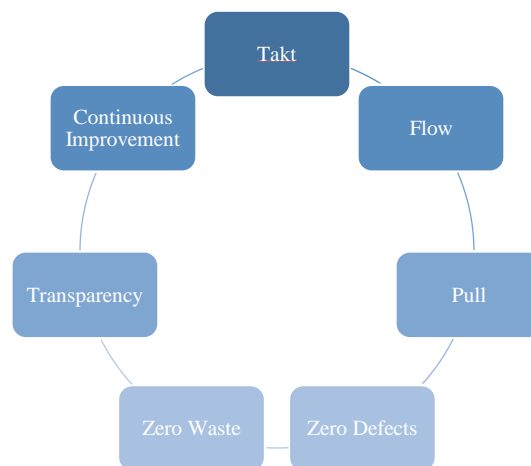 Takt
Flow
Pull
Zero Defects
Zero Waste
Transparency
Continuous
Improvement